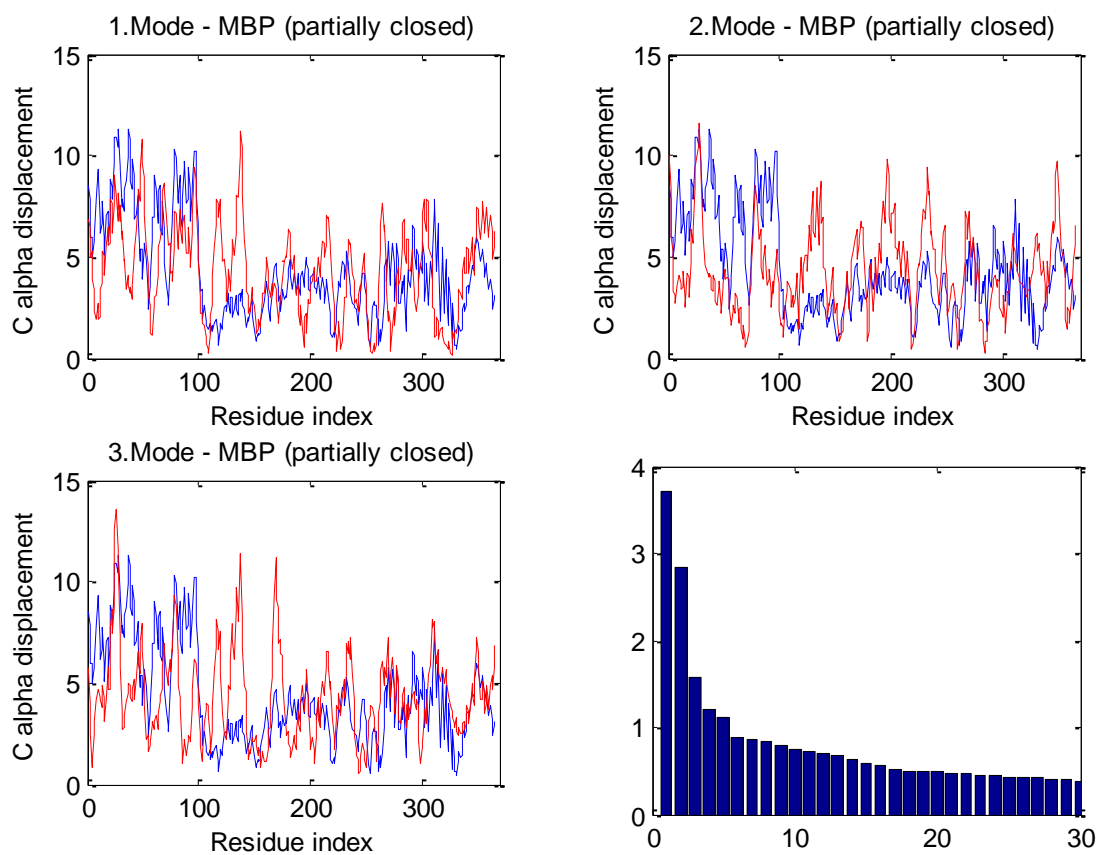 1.Mode - MBP (partially closed)
15
10
5
0
C alpha displacement
0 100 200 300
Residue index
2.Mode - MBP (partially closed)
15
10
5
0
C alpha displacement
0 100 200 300
Residue index
3.Mode - MBP (partially closed)
15
10
5
0
C alpha displacement
0 100 200 300
Residue index
4
3
2
1
0
0 10 20 30